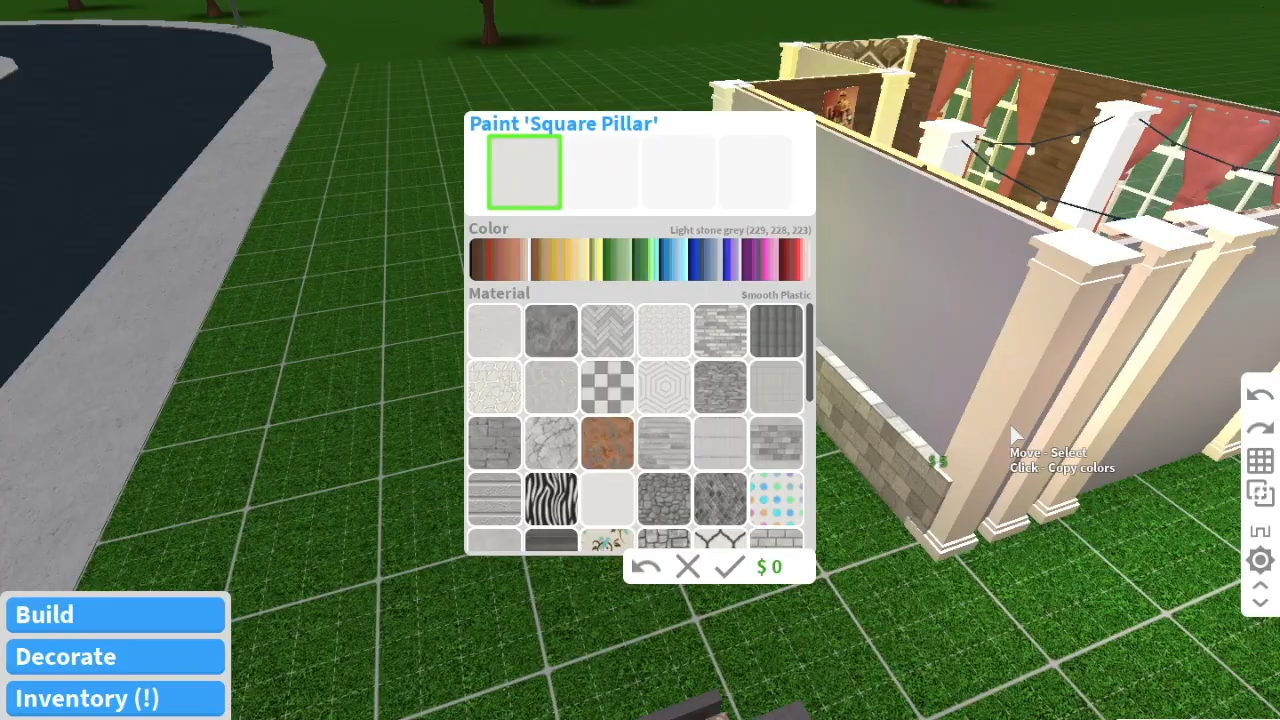 Paint 'Square Pillar'
Color
Light stone grey (229, 228, 223)
Material
Smooth Plastic
Move - Select
Click - Copy colors
$ 5
$ 0
Build
Decorate
Inventory (!)